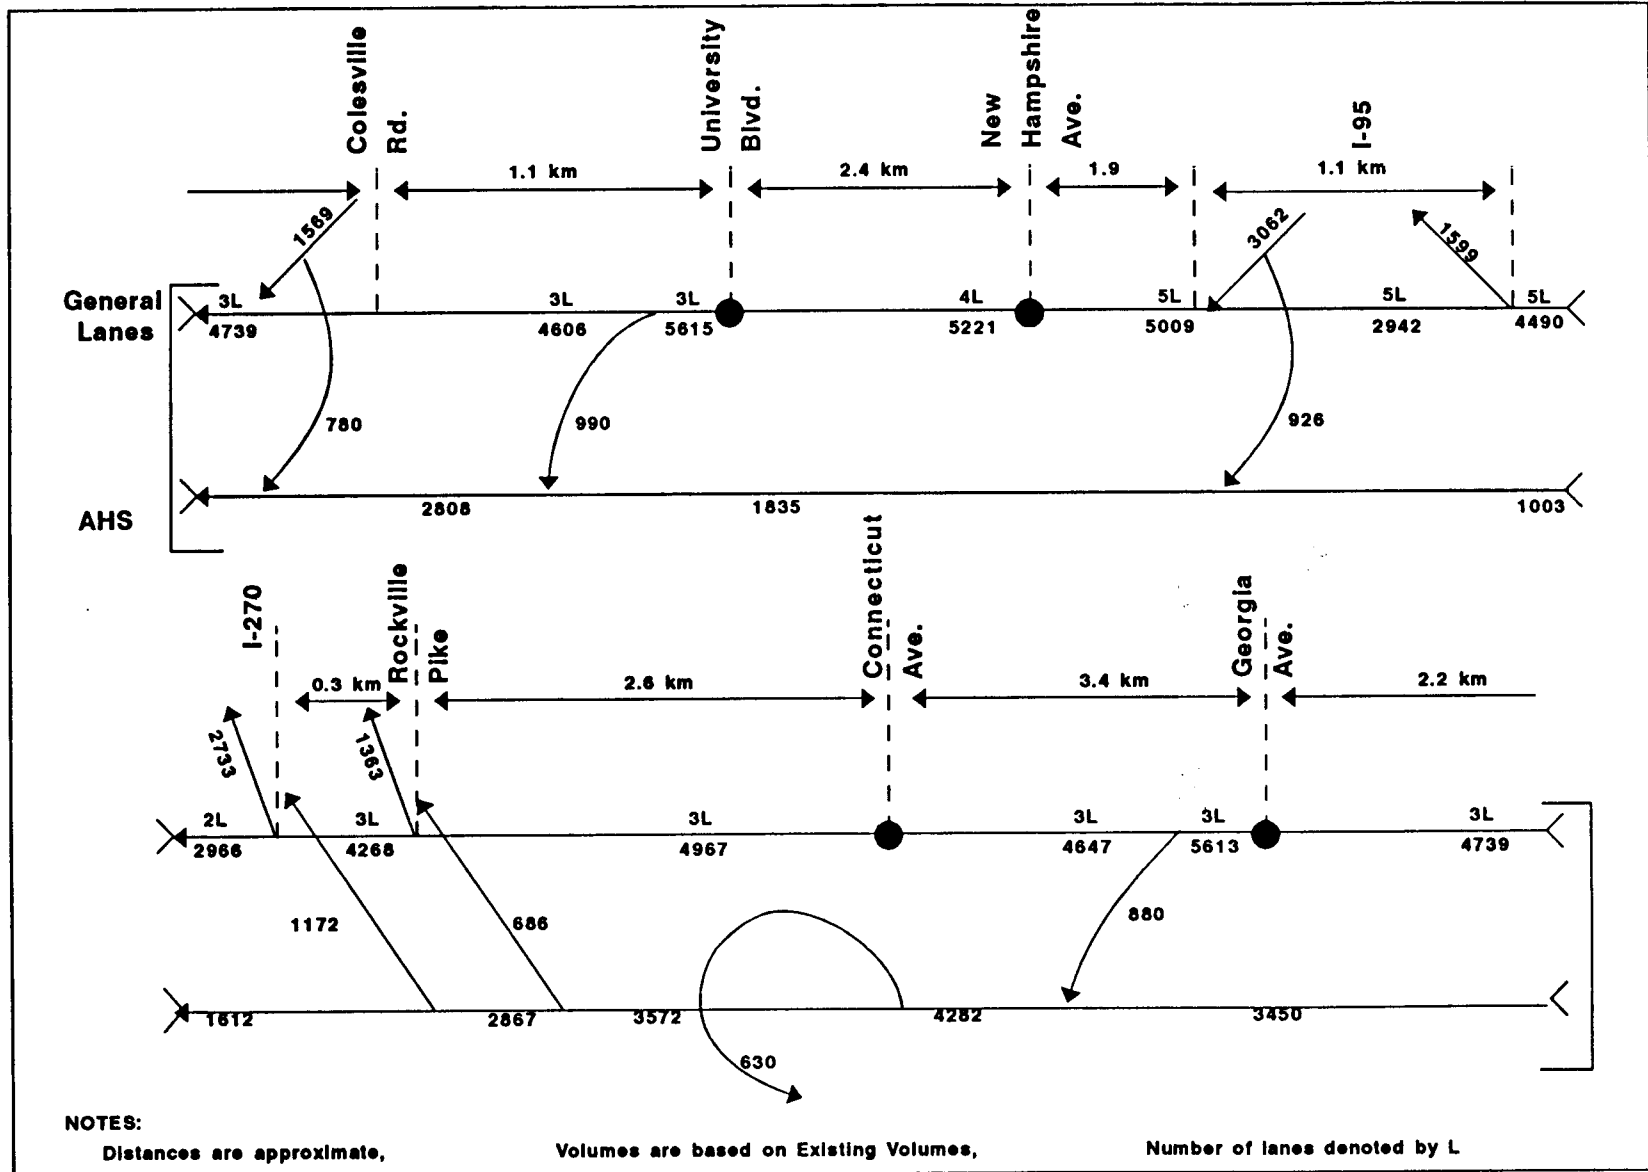 Colesville
Rd.
University
Blvd.
New
Hampshire
Ave.
I-95
1.1 km
2.4 km
1.9
1.1 km
1569
3062
1599
General
Lanes
3L
3L
3L
4L
5L
5L
5L
4739
4606
5615
5221
5009
2942
4490
780
990
926
AHS
2808
1835
1003
I-270
Rockville
Pike
Connecticut
Ave.
Georgia
Ave.
0.3 km
2.6 km
3.4 km
2.2 km
2733
1363
2L
3L
3L
3L
3L
3L
2966
4268
4967
4647
5613
4739
1172
686
880
1612
2867
3572
4282
3450
630
NOTES:
Distances are approximate,
Volumes are based on Existing Volumes,
Number of lanes denoted by L